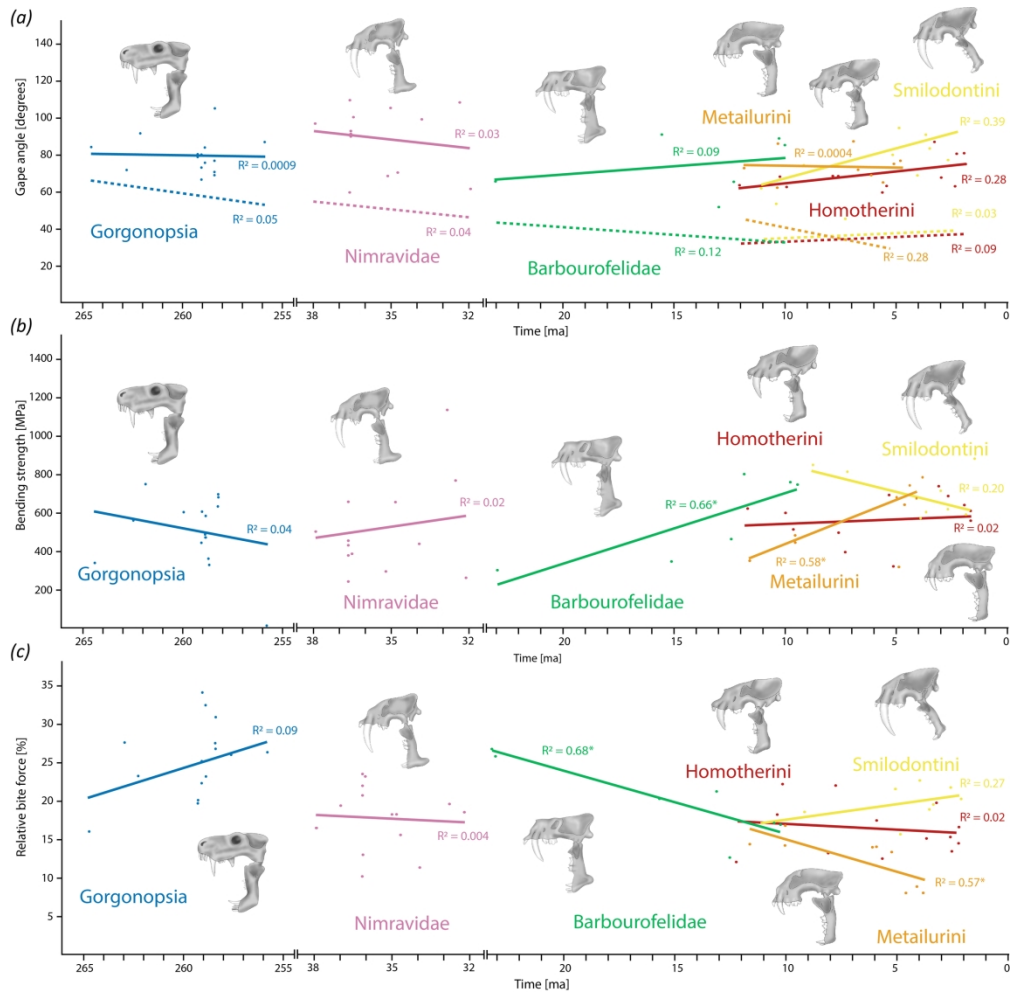 (a)
Gape angle [degrees]
140
120
100
80
60
40
20
R² = 0.0009
R² = 0.05
Gorgonopsia
R² = 0.03
R² = 0.04
Nimravidae
R² = 0.09
R² = 0.12
Barbourofelidae
Metailurini
R² = 0.0004
Smilodontini
R² = 0.39
R² = 0.28
Homotherini
R² = 0.03
R² = 0.09
R² = 0.28
265 260 255 38 35 32 20 15 10 5 0
Time [ma]
(b)
Bending strength [MPa]
1400
1200
1000
800
600
400
200
R² = 0.04
Gorgonopsia
R² = 0.02
Nimravidae
R² = 0.66*
Barbourofelidae
Homotherini
Smilodontini
R² = 0.20
R² = 0.02
R² = 0.58*
Metailurini
265 260 255 38 35 32 20 15 10 5 0
Time [ma]
(c)
Relative bite force [%]
35
30
25
20
15
10
5
R² = 0.09
Gorgonopsia
R² = 0.004
Nimravidae
R² = 0.68*
Barbourofelidae
Homotherini
Smilodontini
R² = 0.27
R² = 0.02
R² = 0.57*
Metailurini
265 260 255 38 35 32 20 15 10 5 0
Time [ma]